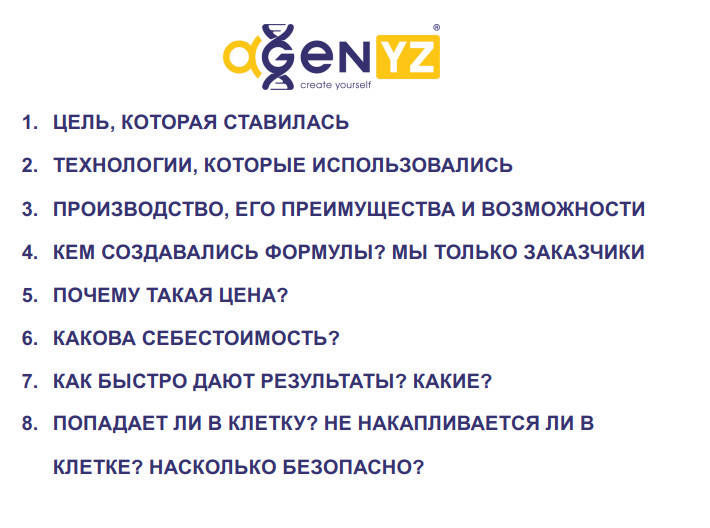 αGenYZ®
create yourself
1. ЦЕЛЬ, КОТОРАЯ СТАВИЛАСЬ
2. ТЕХНОЛОГИИ, КОТОРЫЕ ИСПОЛЬЗОВАЛИСЬ
3. ПРОИЗВОДСТВО, ЕГО ПРЕИМУЩЕСТВА И ВОЗМОЖНОСТИ
4. КЕМ СОЗДАВАЛИСЬ ФОРМУЛЫ? МЫ ТОЛЬКО ЗАКАЗЧИКИ
5. ПОЧЕМУ ТАКАЯ ЦЕНА?
6. КАКОВА СЕБЕСТОИМОСТЬ?
7. КАК БЫСТРО ДАЮТ РЕЗУЛЬТАТЫ? КАКИЕ?
8. ПОПАДАЕТ ЛИ В КЛЕТКУ? НЕ НАКАПЛИВАЕТСЯ ЛИ В
КЛЕТКЕ? НАСКОЛЬКО БЕЗОПАСНО?